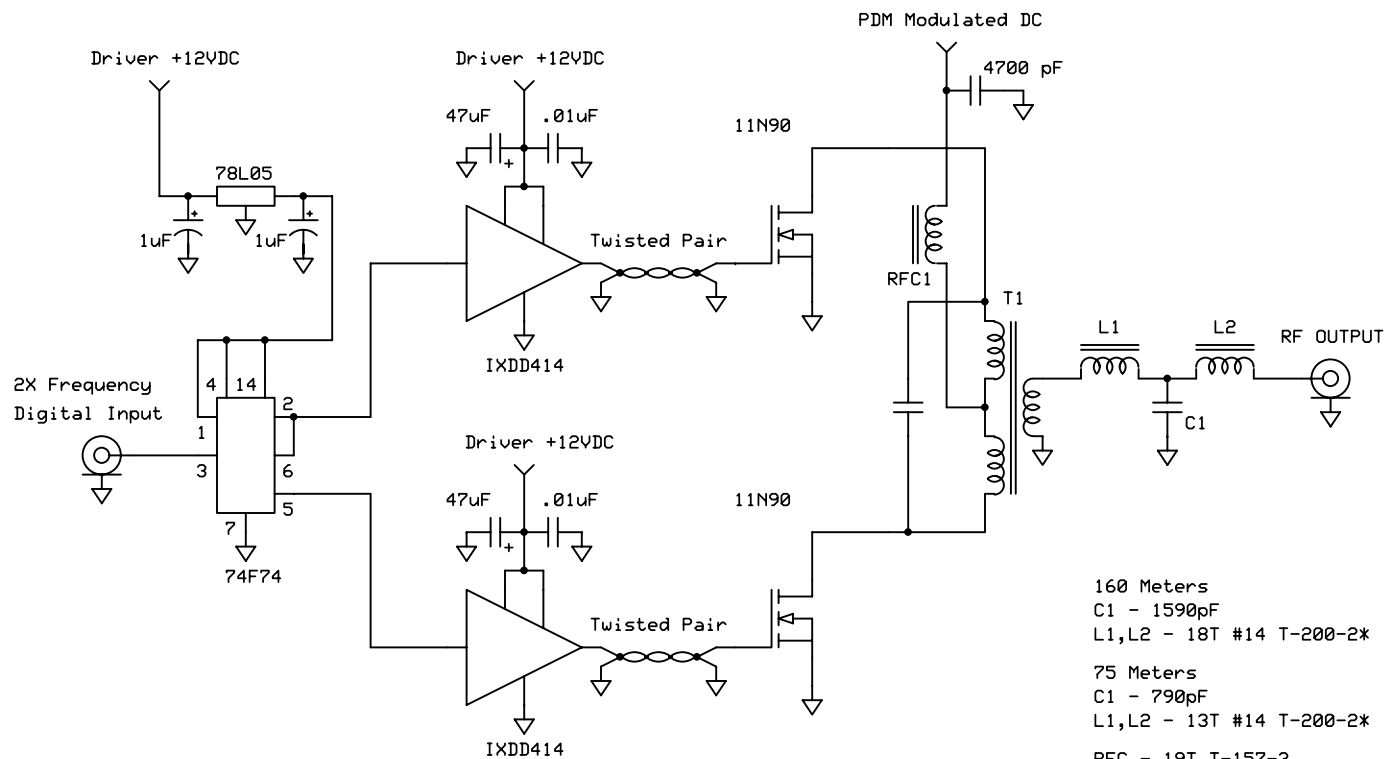 PDM Modulated DC
Driver +12VDC
Driver +12VDC
4700 pF
47uF
.01uF
11N90
+
78L05
+
+
1uF
1uF
Twisted Pair
RFC1
T1
L1
L2
RF OUTPUT
IXDD414
2X Frequency
Digital Input
4
14
2
1
3
6
5
7
74F74
C1
Driver +12VDC
47uF
.01uF
11N90
+
Twisted Pair
IXDD414
160 Meters
C1 - 1590pF
L1,L2 - 18T #14 T-200-2*
75 Meters
C1 - 790pF
L1,L2 - 13T #14 T-200-2*